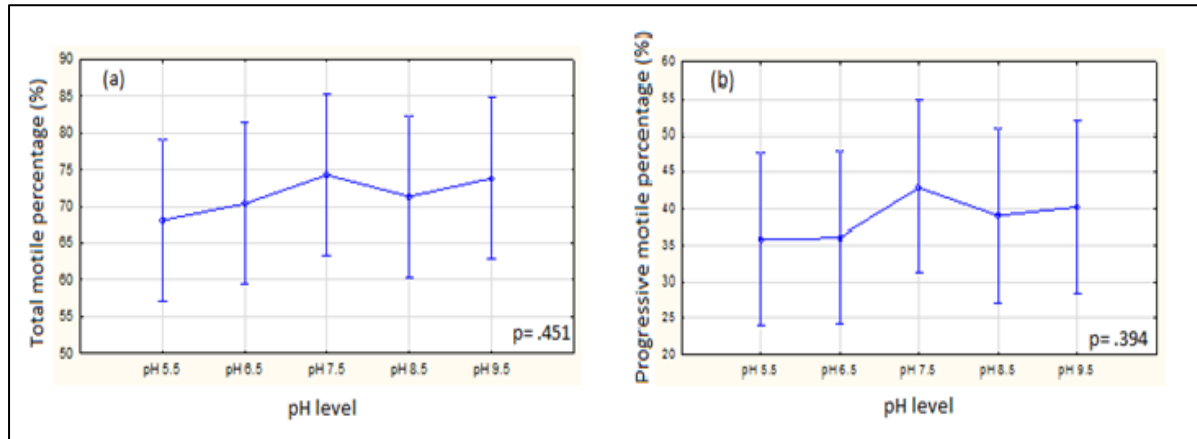 (a)
Total motile percentage (%)
90
85
80
75
70
65
60
55
50
pH 5.5 pH 6.5 pH 7.5 pH 8.5 pH 9.5
p= .451
pH level
(b)
Progressive motile percentage (%)
60
55
50
45
40
35
30
25
20
pH 5.5 pH 6.5 pH 7.5 pH 8.5 pH 9.5
p= .394
pH level